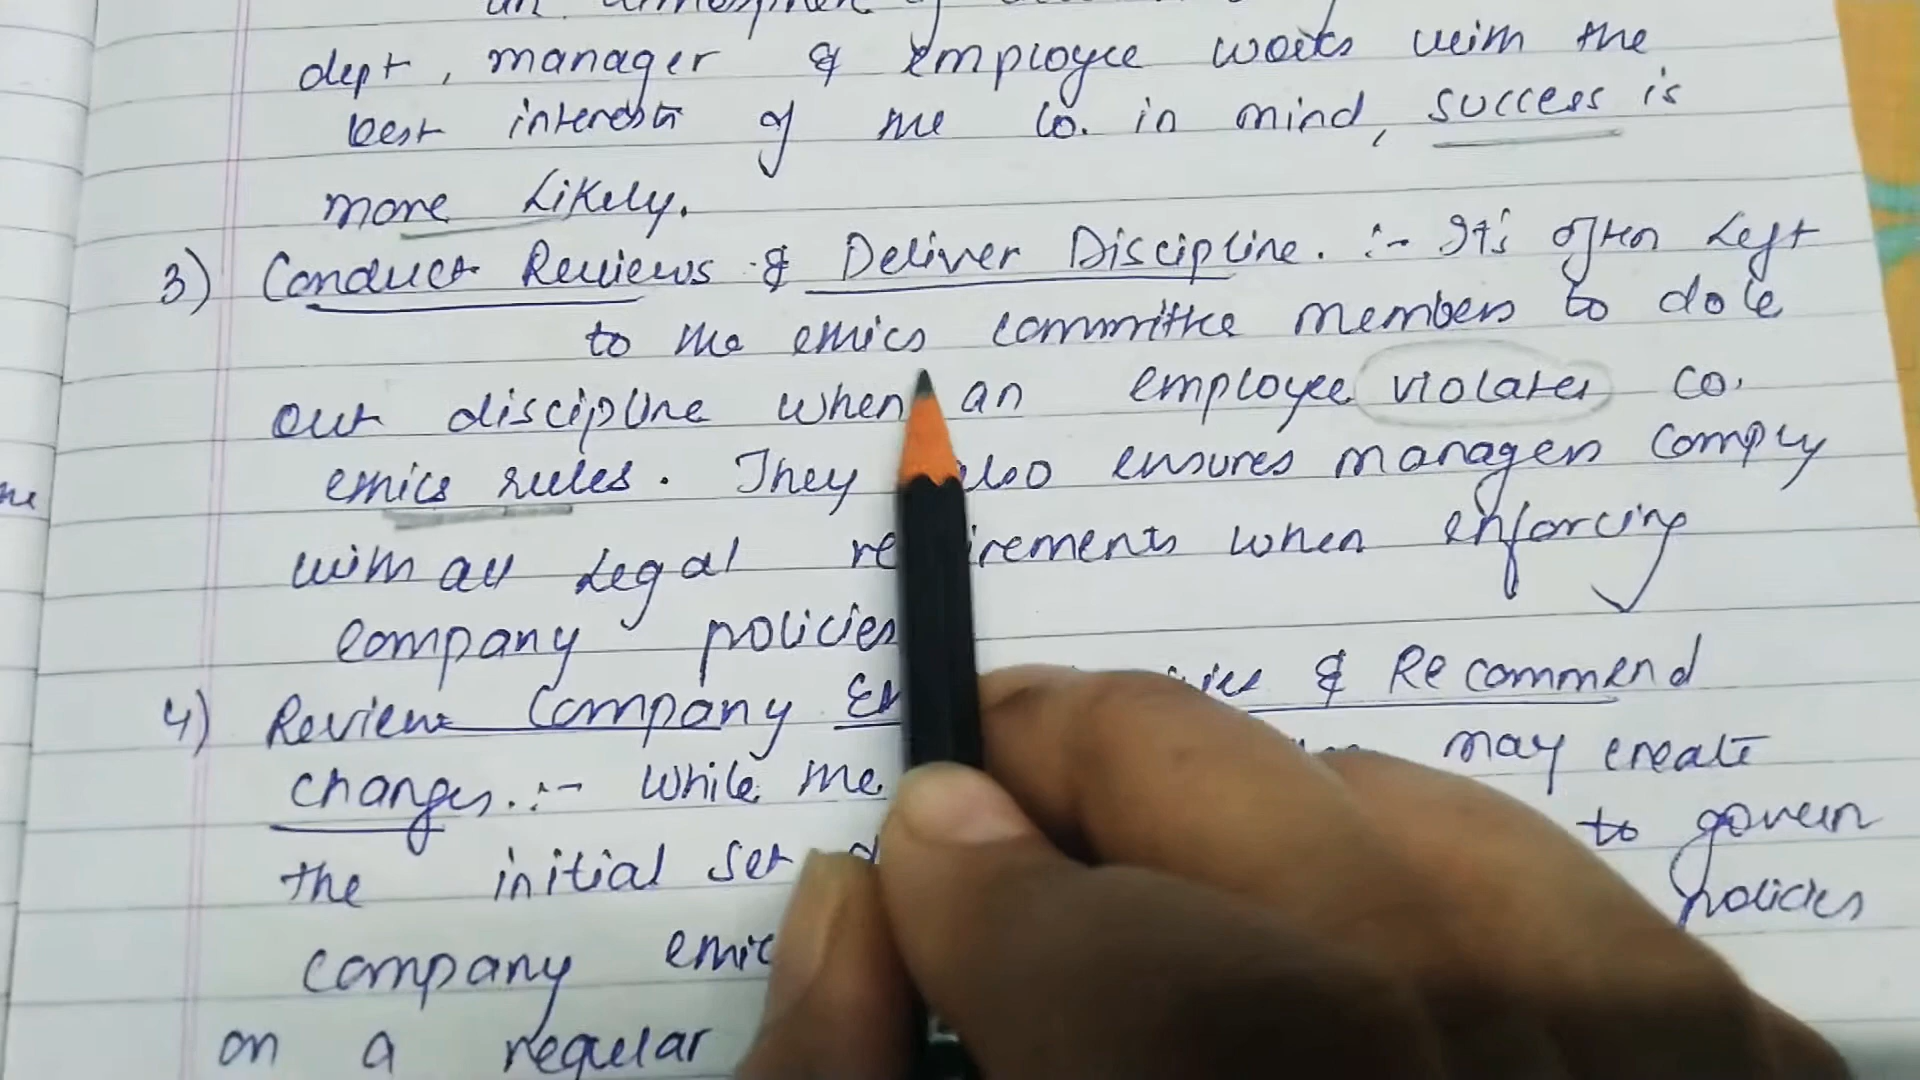 dept, manager & employee works with the
best interests of the Co. in mind, success is
more Likely.
3) Conduct Reviews & Deliver Discipline. :- It's often Left
to the ethics committee members to dole
out discipline when an employee violates co.
ethics rules. They also ensures managers comply
with all Legal requirements when enforcing
company policies
4) Review Company & Recommend
changes. :- While the may create
the initial set to govern
company policies
on a regular